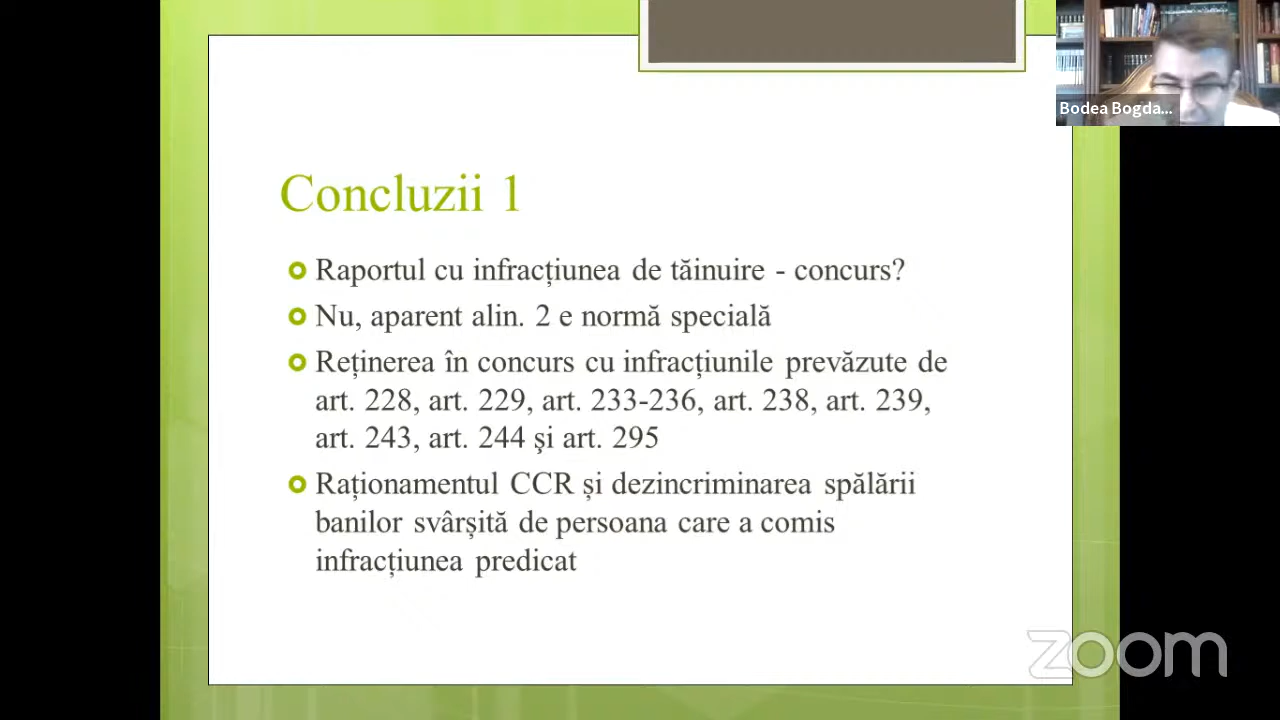 Bodea Bogda...
Concluzii 1
Raportul cu infracțiunea de tăinuire - concurs?
Nu, aparent alin. 2 e normă specială
Reținerea în concurs cu infracțiunile prevăzute de
art. 228, art. 229, art. 233-236, art. 238, art. 239,
art. 243, art. 244 şi art. 295
Raționamentul CCR și dezincriminarea spălării
banilor svârșită de persoana care a comis
infracțiunea predicat
zoom